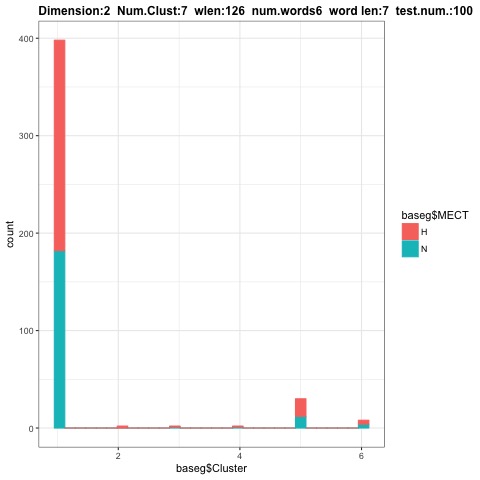 Dimension:2  Num.Clust:7  wlen:126  num.words6  word len:7  test.num.:100
400
300
200
100
0
count
2
4
6
baseg$Cluster
baseg$MECT
H
N